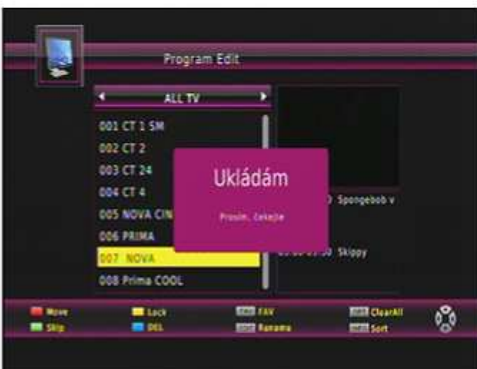 Program Edit
ALL TV
001 CT 1 SM
002 CT 2
003 CT 24
004 CT 4
005 NOVA CIN
006 PRIMA
007 NOVA
008 Prima COOL
Ukládám
Prosím, čekejte
Spongebob v
Skippy
Move
Lock
FAV
ClearAll
Skip
DEL
Rename
Sort